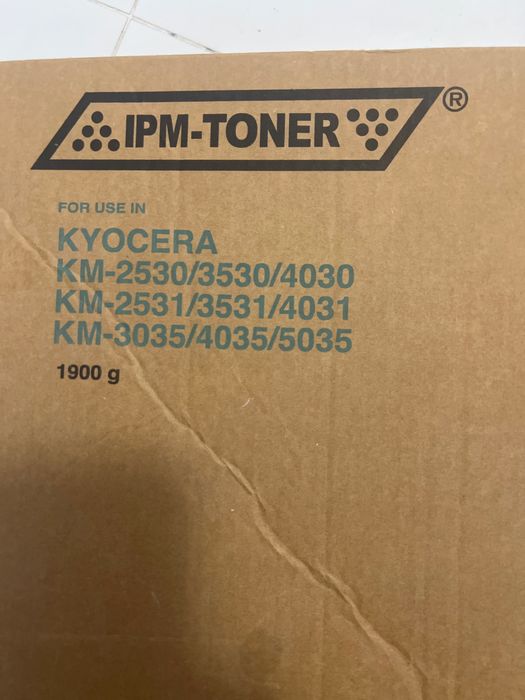 IPM-TONER ®
FOR USE IN
KYOCERA
KM-2530/3530/4030
KM-2531/3531/4031
KM-3035/4035/5035
1900 g